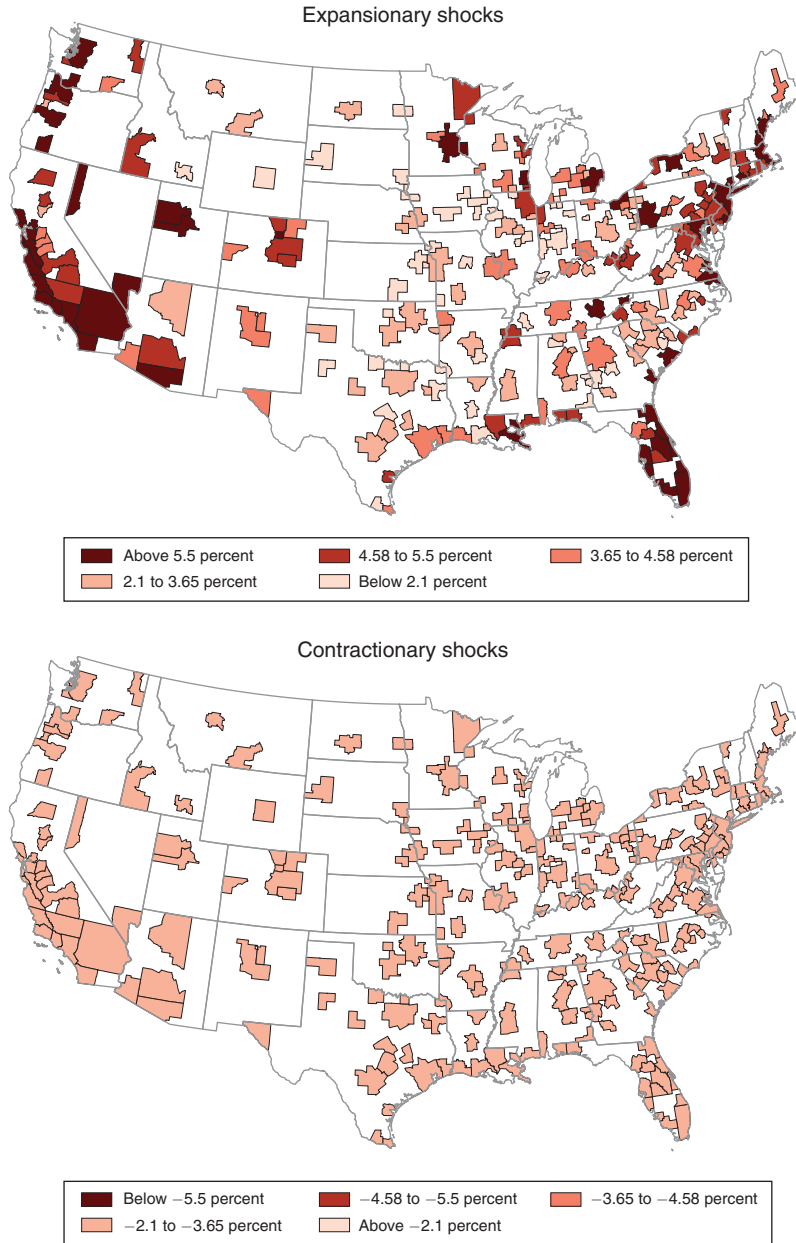 Expansionary shocks
Above 5.5 percent
4.58 to 5.5 percent
3.65 to 4.58 percent
2.1 to 3.65 percent
Below 2.1 percent
Contractionary shocks
Below −5.5 percent
−4.58 to −5.5 percent
−3.65 to −4.58 percent
−2.1 to −3.65 percent
Above −2.1 percent